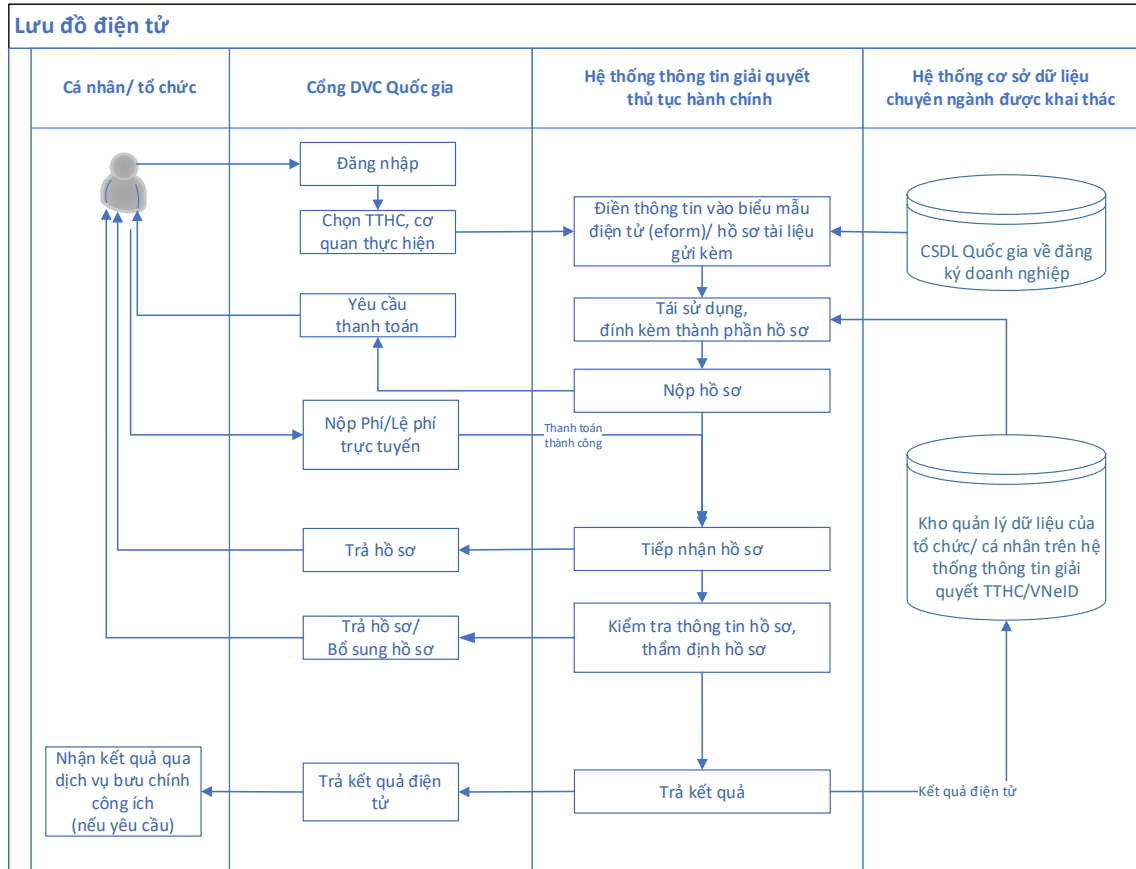 Lưu đồ điện tử
Cá nhân/ tổ chức
Cổng DVC Quốc gia
Hệ thống thông tin giải quyết
thủ tục hành chính
Hệ thống cơ sở dữ liệu
chuyên ngành được khai thác
Đăng nhập
Chọn TTHC, cơ
quan thực hiện
Điền thông tin vào biểu mẫu
điện tử (eform)/ hồ sơ tài liệu
gửi kèm
CSDL Quốc gia về đăng
ký doanh nghiệp
Yêu cầu
thanh toán
Tái sử dụng,
đính kèm thành phần hồ sơ
Nộp hồ sơ
Nộp Phí/Lệ phí
trực tuyến
Thanh toán
thành công
Trả hồ sơ
Tiếp nhận hồ sơ
Kho quản lý dữ liệu của
tổ chức/ cá nhân trên hệ
thống thông tin giải
quyết TTHC/VNeID
Trả hồ sơ/
Bổ sung hồ sơ
Kiểm tra thông tin hồ sơ,
thẩm định hồ sơ
Nhận kết quả qua
dịch vụ bưu chính
công ích
(nếu yêu cầu)
Trả kết quả điện
tử
Trả kết quả
Kết quả điện tử